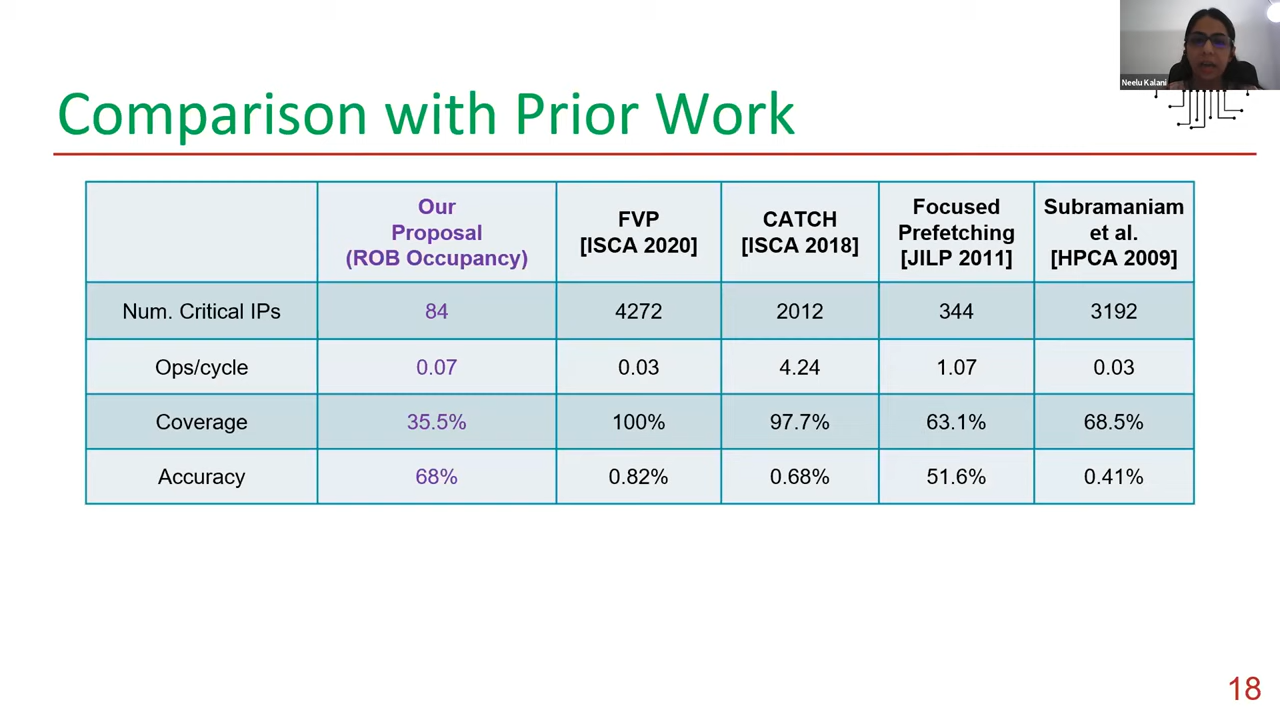 Neelu Kalani
Comparison with Prior Work
Our
Proposal
(ROB Occupancy)
FVP
[ISCA 2020]
CATCH
[ISCA 2018]
Focused
Prefetching
[JILP 2011]
Subramaniam
et al.
[HPCA 2009]
Num. Critical IPs 84 4272 2012 344 3192
Ops/cycle 0.07 0.03 4.24 1.07 0.03
Coverage 35.5% 100% 97.7% 63.1% 68.5%
Accuracy 68% 0.82% 0.68% 51.6% 0.41%
18